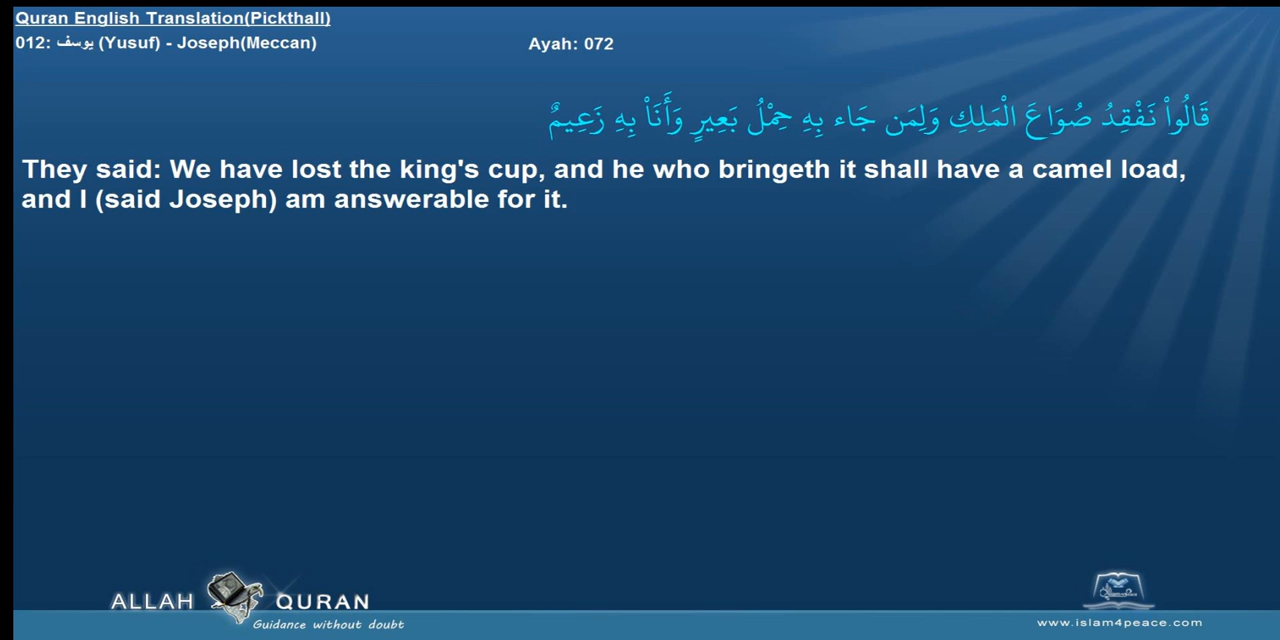 Quran English Translation(Pickthall)
012: يوسف (Yusuf) - Joseph(Meccan)
Ayah: 072
قَالُواْ نَفْقِدُ صُوَاعَ الْمَلِكِ وَلِمَن جَاء بِهِ حِمْلُ بَعِيرٍ وَأَنَاْ بِهِ زَعِيمٌ
They said: We have lost the king's cup, and he who bringeth it shall have a camel load,
and I (said Joseph) am answerable for it.
ALLAH QURAN
Guidance without doubt
www.islam4peace.com